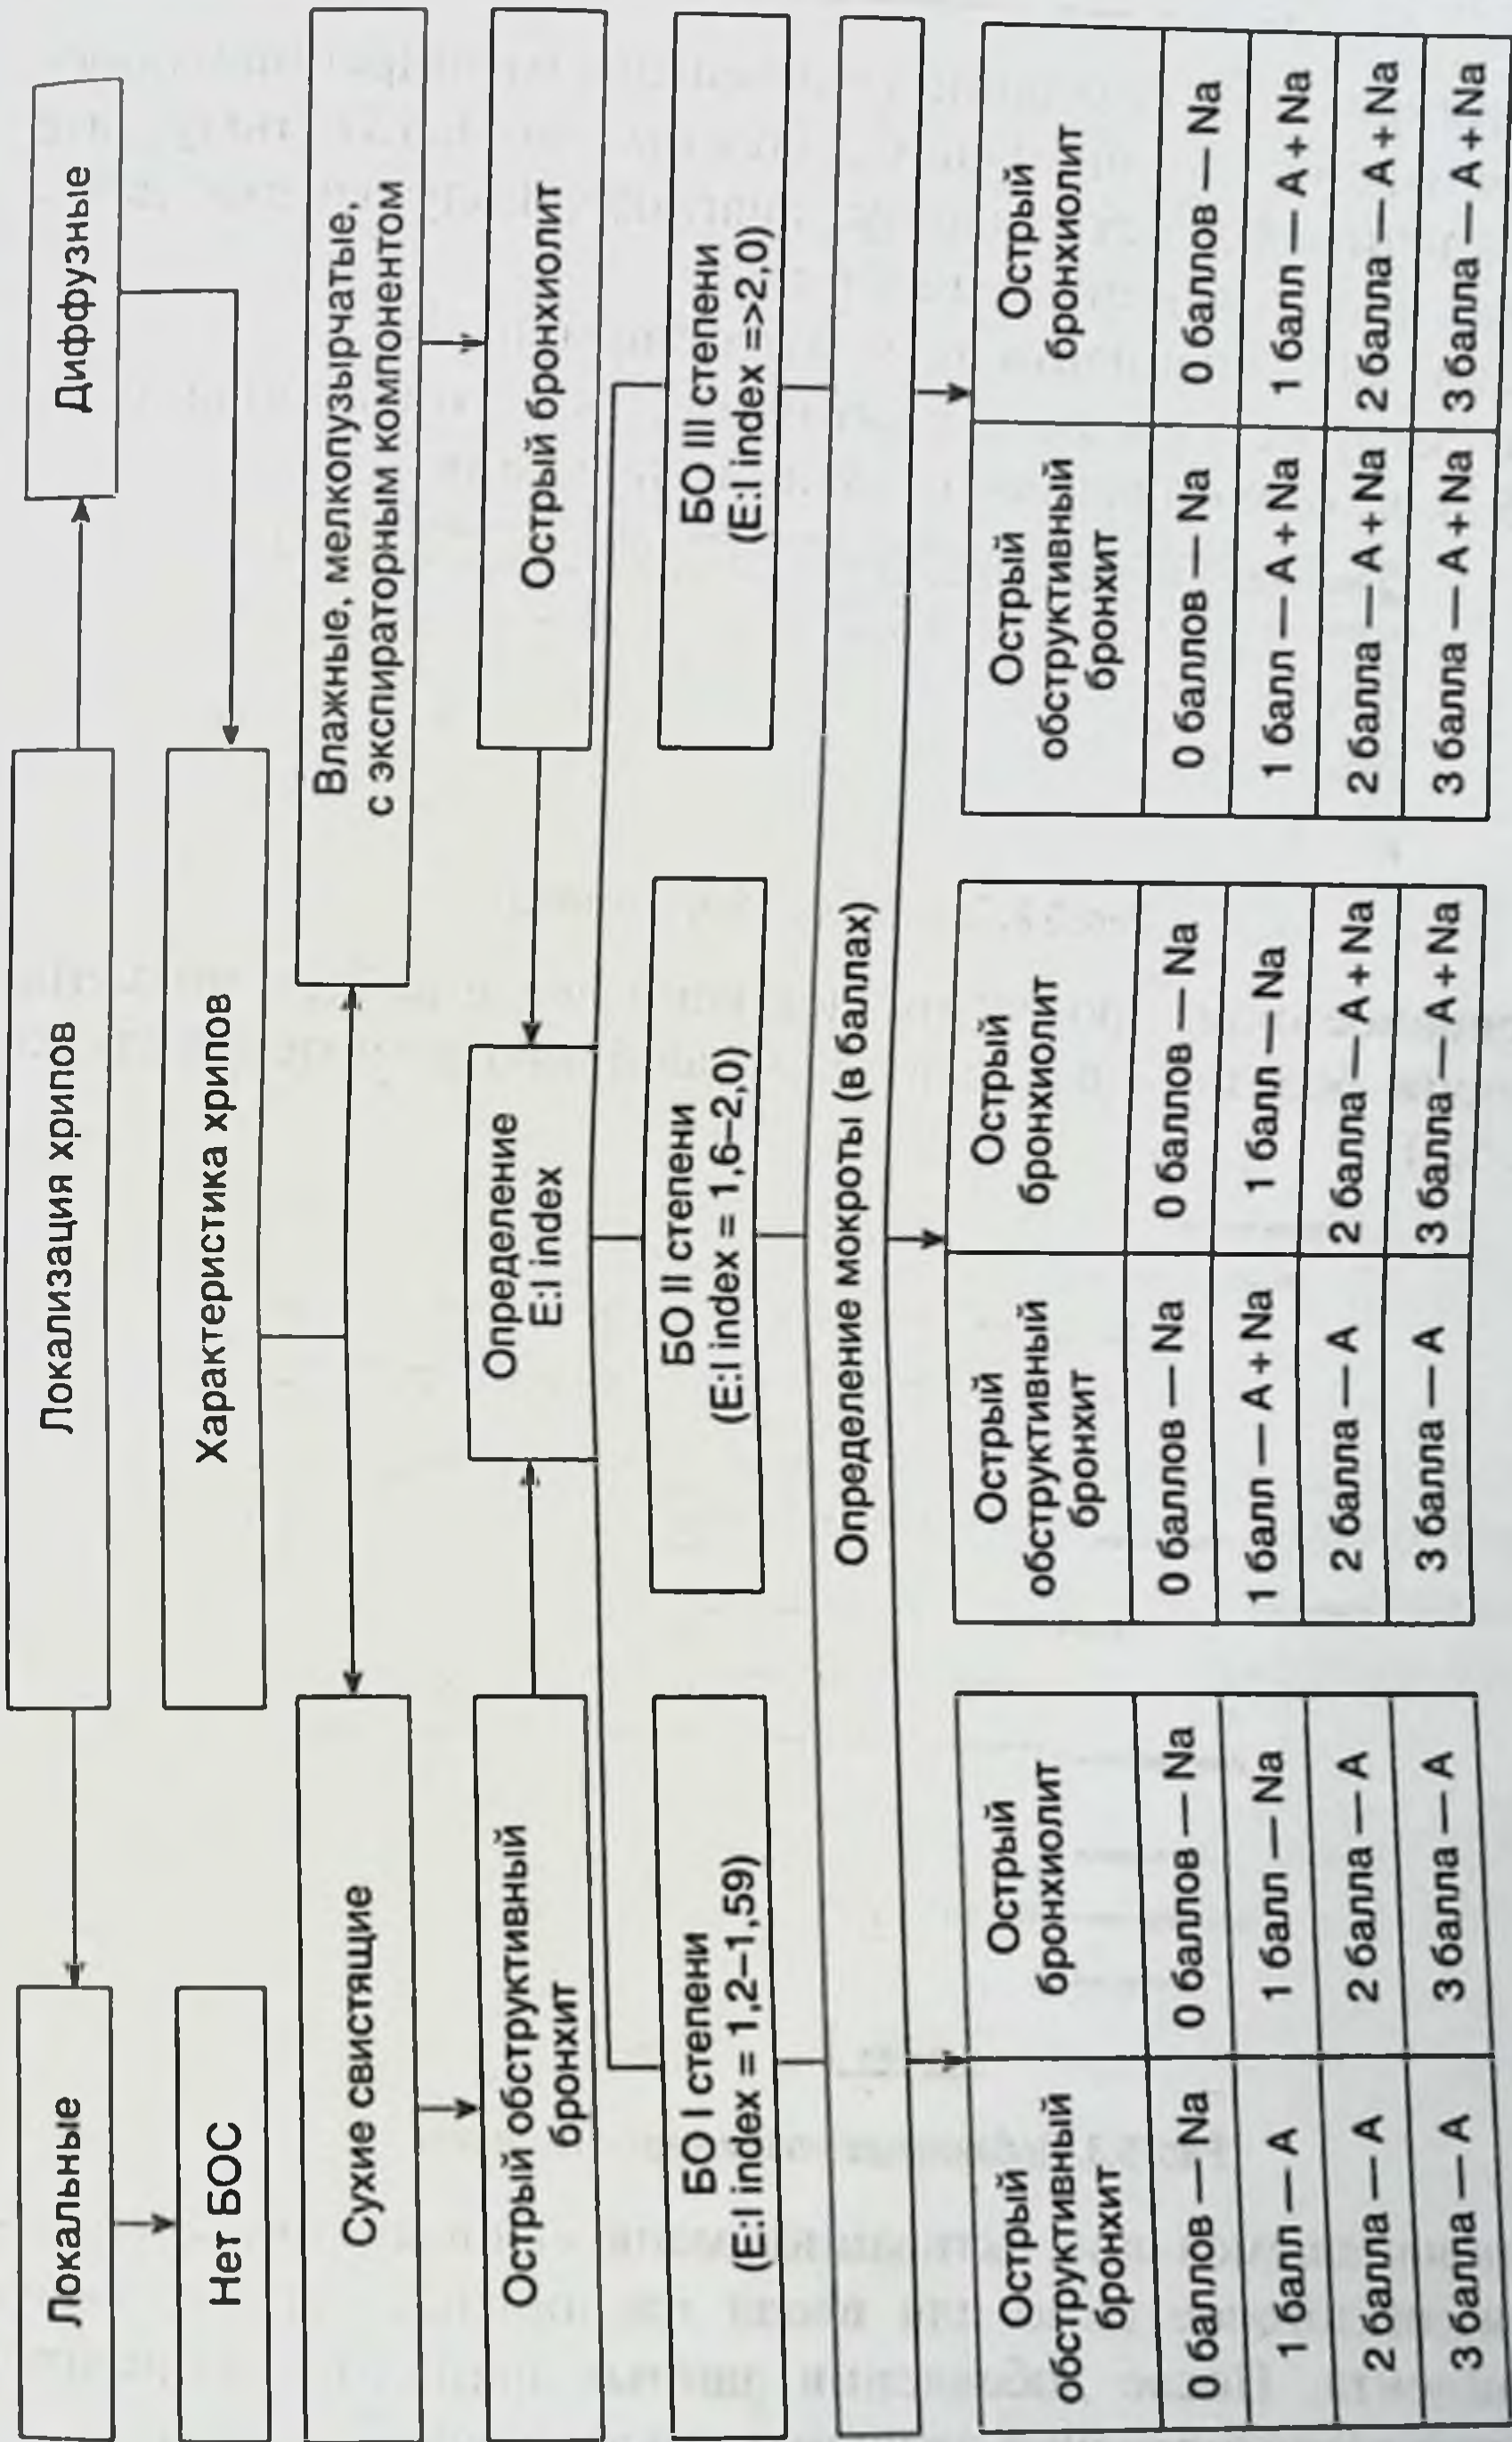 Локализация хрипов
Локальные
Диффузные
Нет БОС
Характеристика хрипов
Сухие свистящие
Влажные, мелкопузырчатые,
с экспираторным компонентом
Острый обструктивный
бронхит
Определение
E:I index
Острый бронхиолит
БО I степени
(E:I index = 1,2–1,59)
БО II степени
(E:I index = 1,6–2,0)
БО III степени
(E:I index =>2,0)
Определение мокроты (в баллах)
Острый
обструктивный
бронхит
Острый
бронхиолит
0 баллов — Na
0 баллов — Na
1 балл — A
1 балл — Na
2 балла — A
2 балла — A
3 балла — A
3 балла — A
Острый
обструктивный
бронхит
Острый
бронхиолит
0 баллов — Na
0 баллов — Na
1 балл — A + Na
1 балл — Na
2 балла — A
2 балла — A + Na
3 балла — A
3 балла — A + Na
Острый
обструктивный
бронхит
Острый
бронхиолит
0 баллов — Na
0 баллов — Na
1 балл — A + Na
1 балл — A + Na
2 балла — A + Na
2 балла — A + Na
3 балла — A + Na
3 балла — A + Na